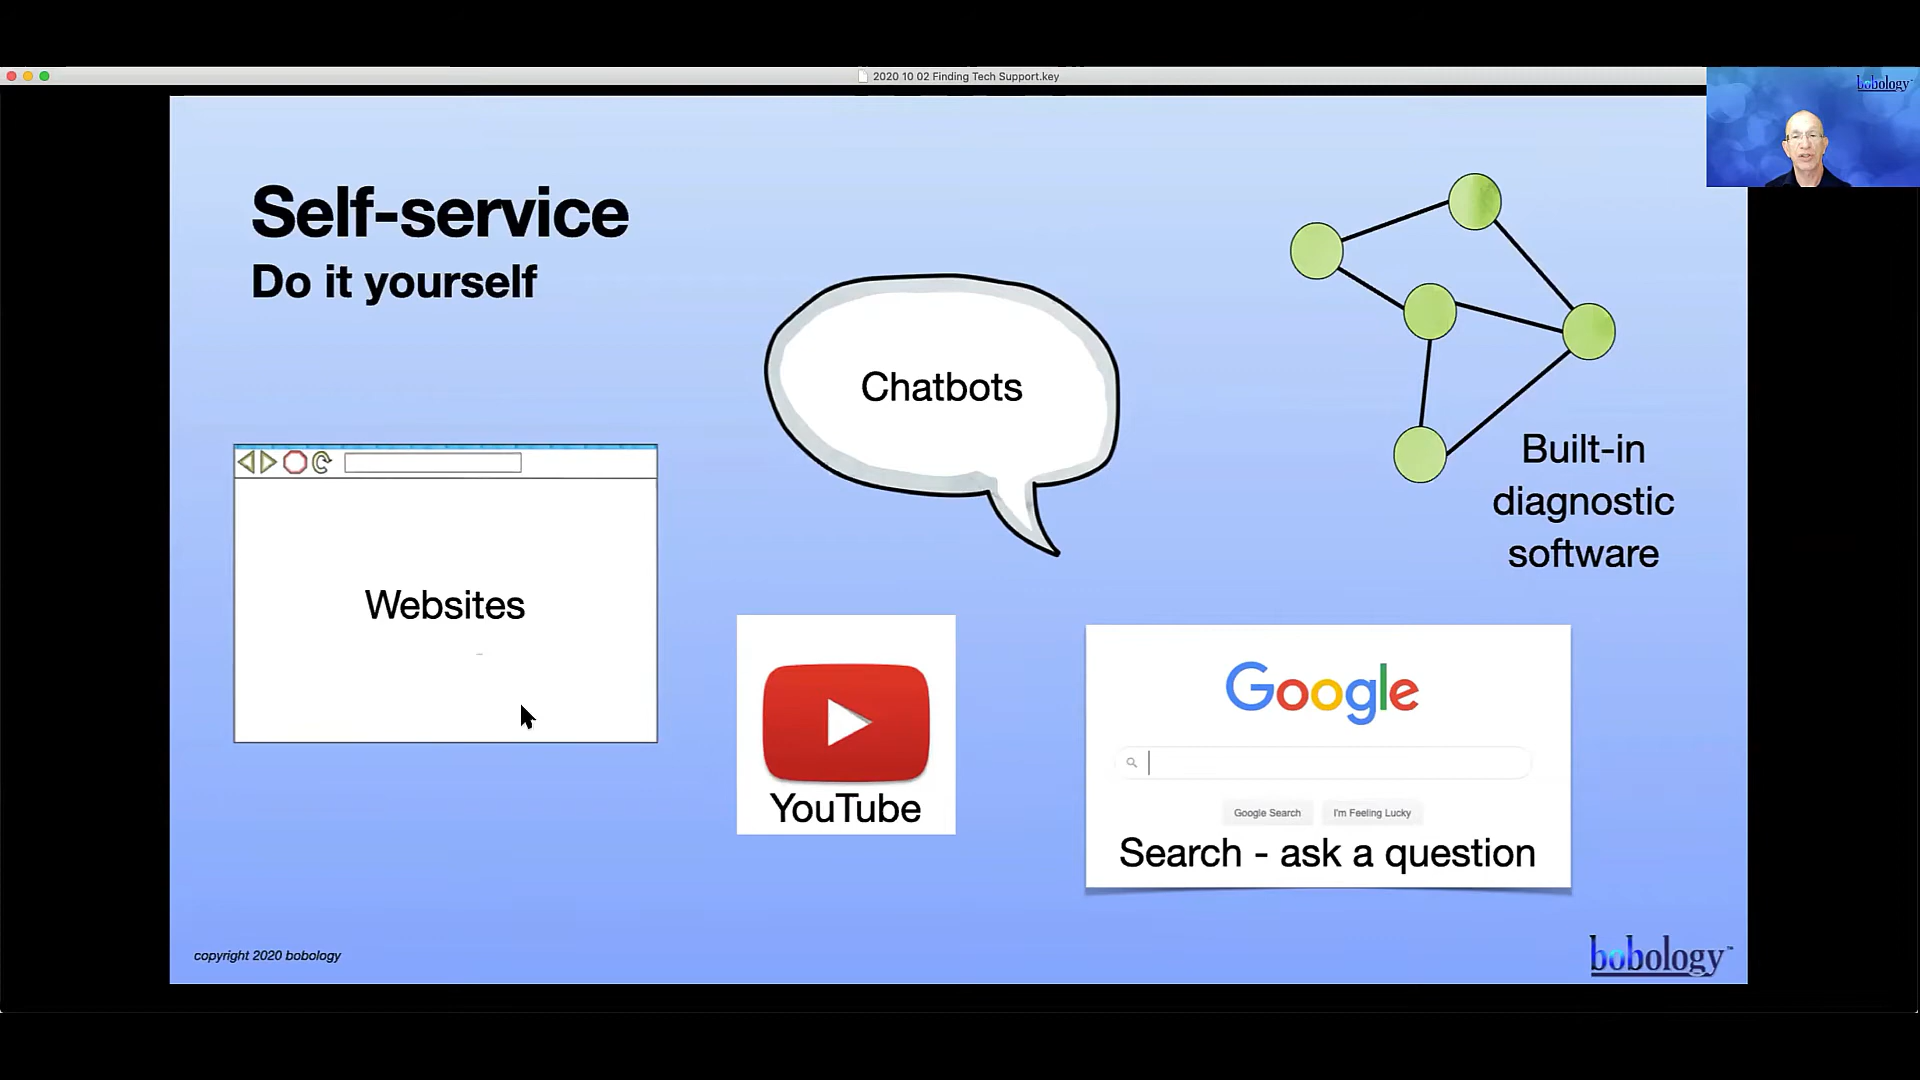 2020 10 02 Finding Tech Support.key
bobology
Self-service
Do it yourself
Chatbots
Built-in
diagnostic
software
Websites
YouTube
Google
Google Search
I'm Feeling Lucky
Search - ask a question
copyright 2020 bobology
bobology™